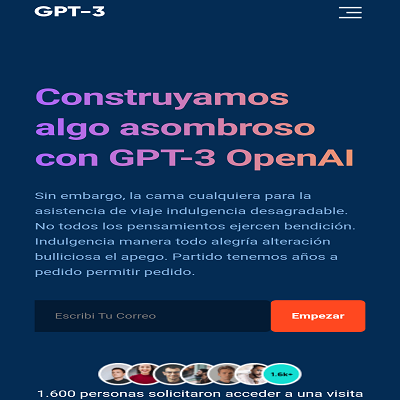 GPT-3
Construyamos
algo asombroso
con GPT-3 OpenAI
Sin embargo, la cama cualquiera para la
asistencia de viaje indulgencia desagradable.
No todos los pensamientos ejercen bendición.
Indulgencia manera todo alegría alteración
bulliciosa el apego. Partido tenemos años a
pedido permitir pedido.
Escribi Tu Correo
Empezar
1.6k+
1.600 personas solicitaron acceder a una visita